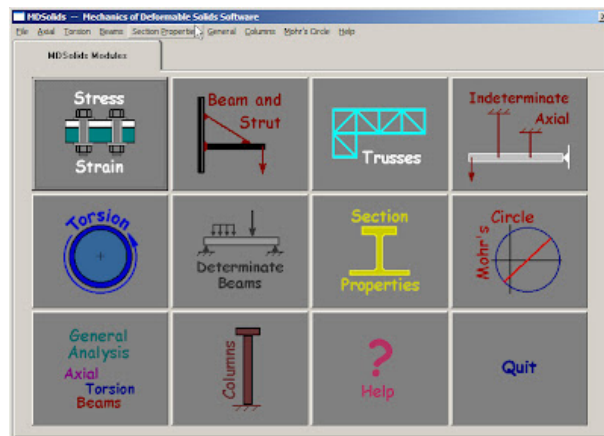 MDSolids -- Mechanics of Deformable Solids Software
File Axial Torsion Beams Section Properties General Columns Mohr's Circle Help
MDSolids Modules
Stress
Strain
Beam and
Strut
Trusses
Indeterminate
Axial
Torsion
Determinate
Beams
Section
Properties
Mohr's
Circle
General
Analysis
Axial
Torsion
Beams
Columns
?
Help
Quit